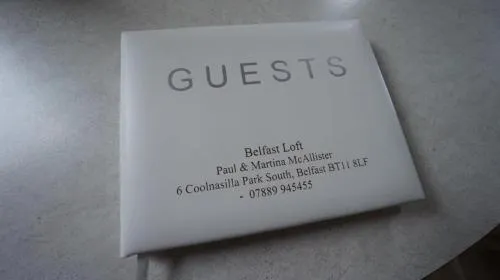 GUESTS
Belfast Loft
Paul & Martina McAllister
6 Coolnasilla Park South, Belfast BT11 8LF
- 07889 945455